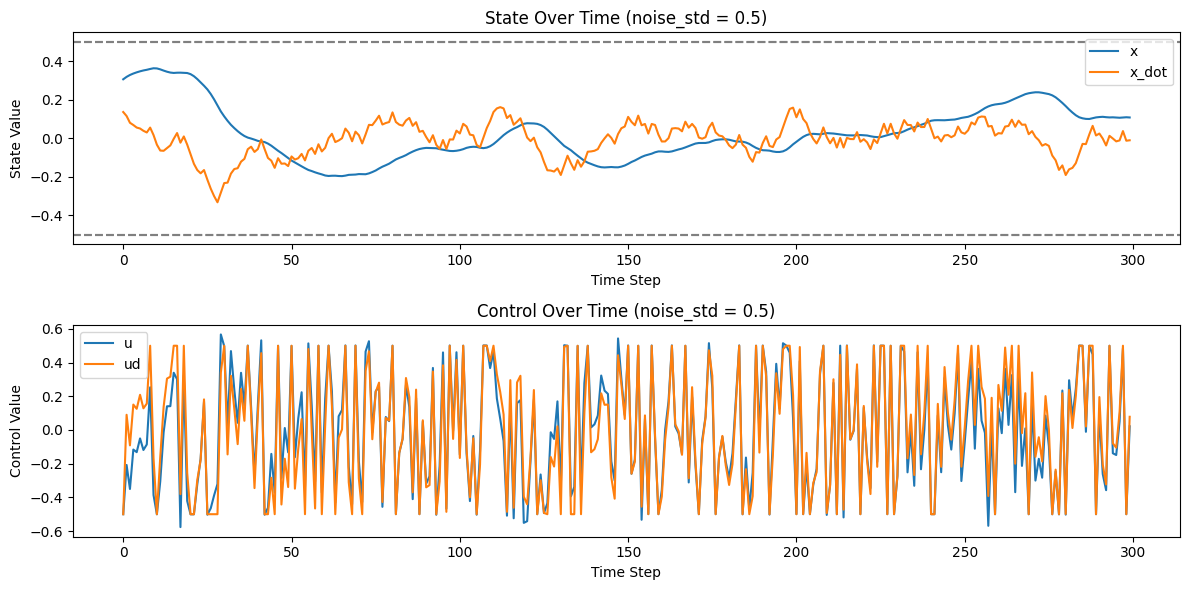 State Over Time (noise_std = 0.5)
x
x_dot
State Value
0.4
0.2
0.0
−0.2
−0.4
0
50
100
150
200
250
300
Time Step
Control Over Time (noise_std = 0.5)
u
ud
Control Value
0.6
0.4
0.2
0.0
−0.2
−0.4
−0.6
0
50
100
150
200
250
300
Time Step